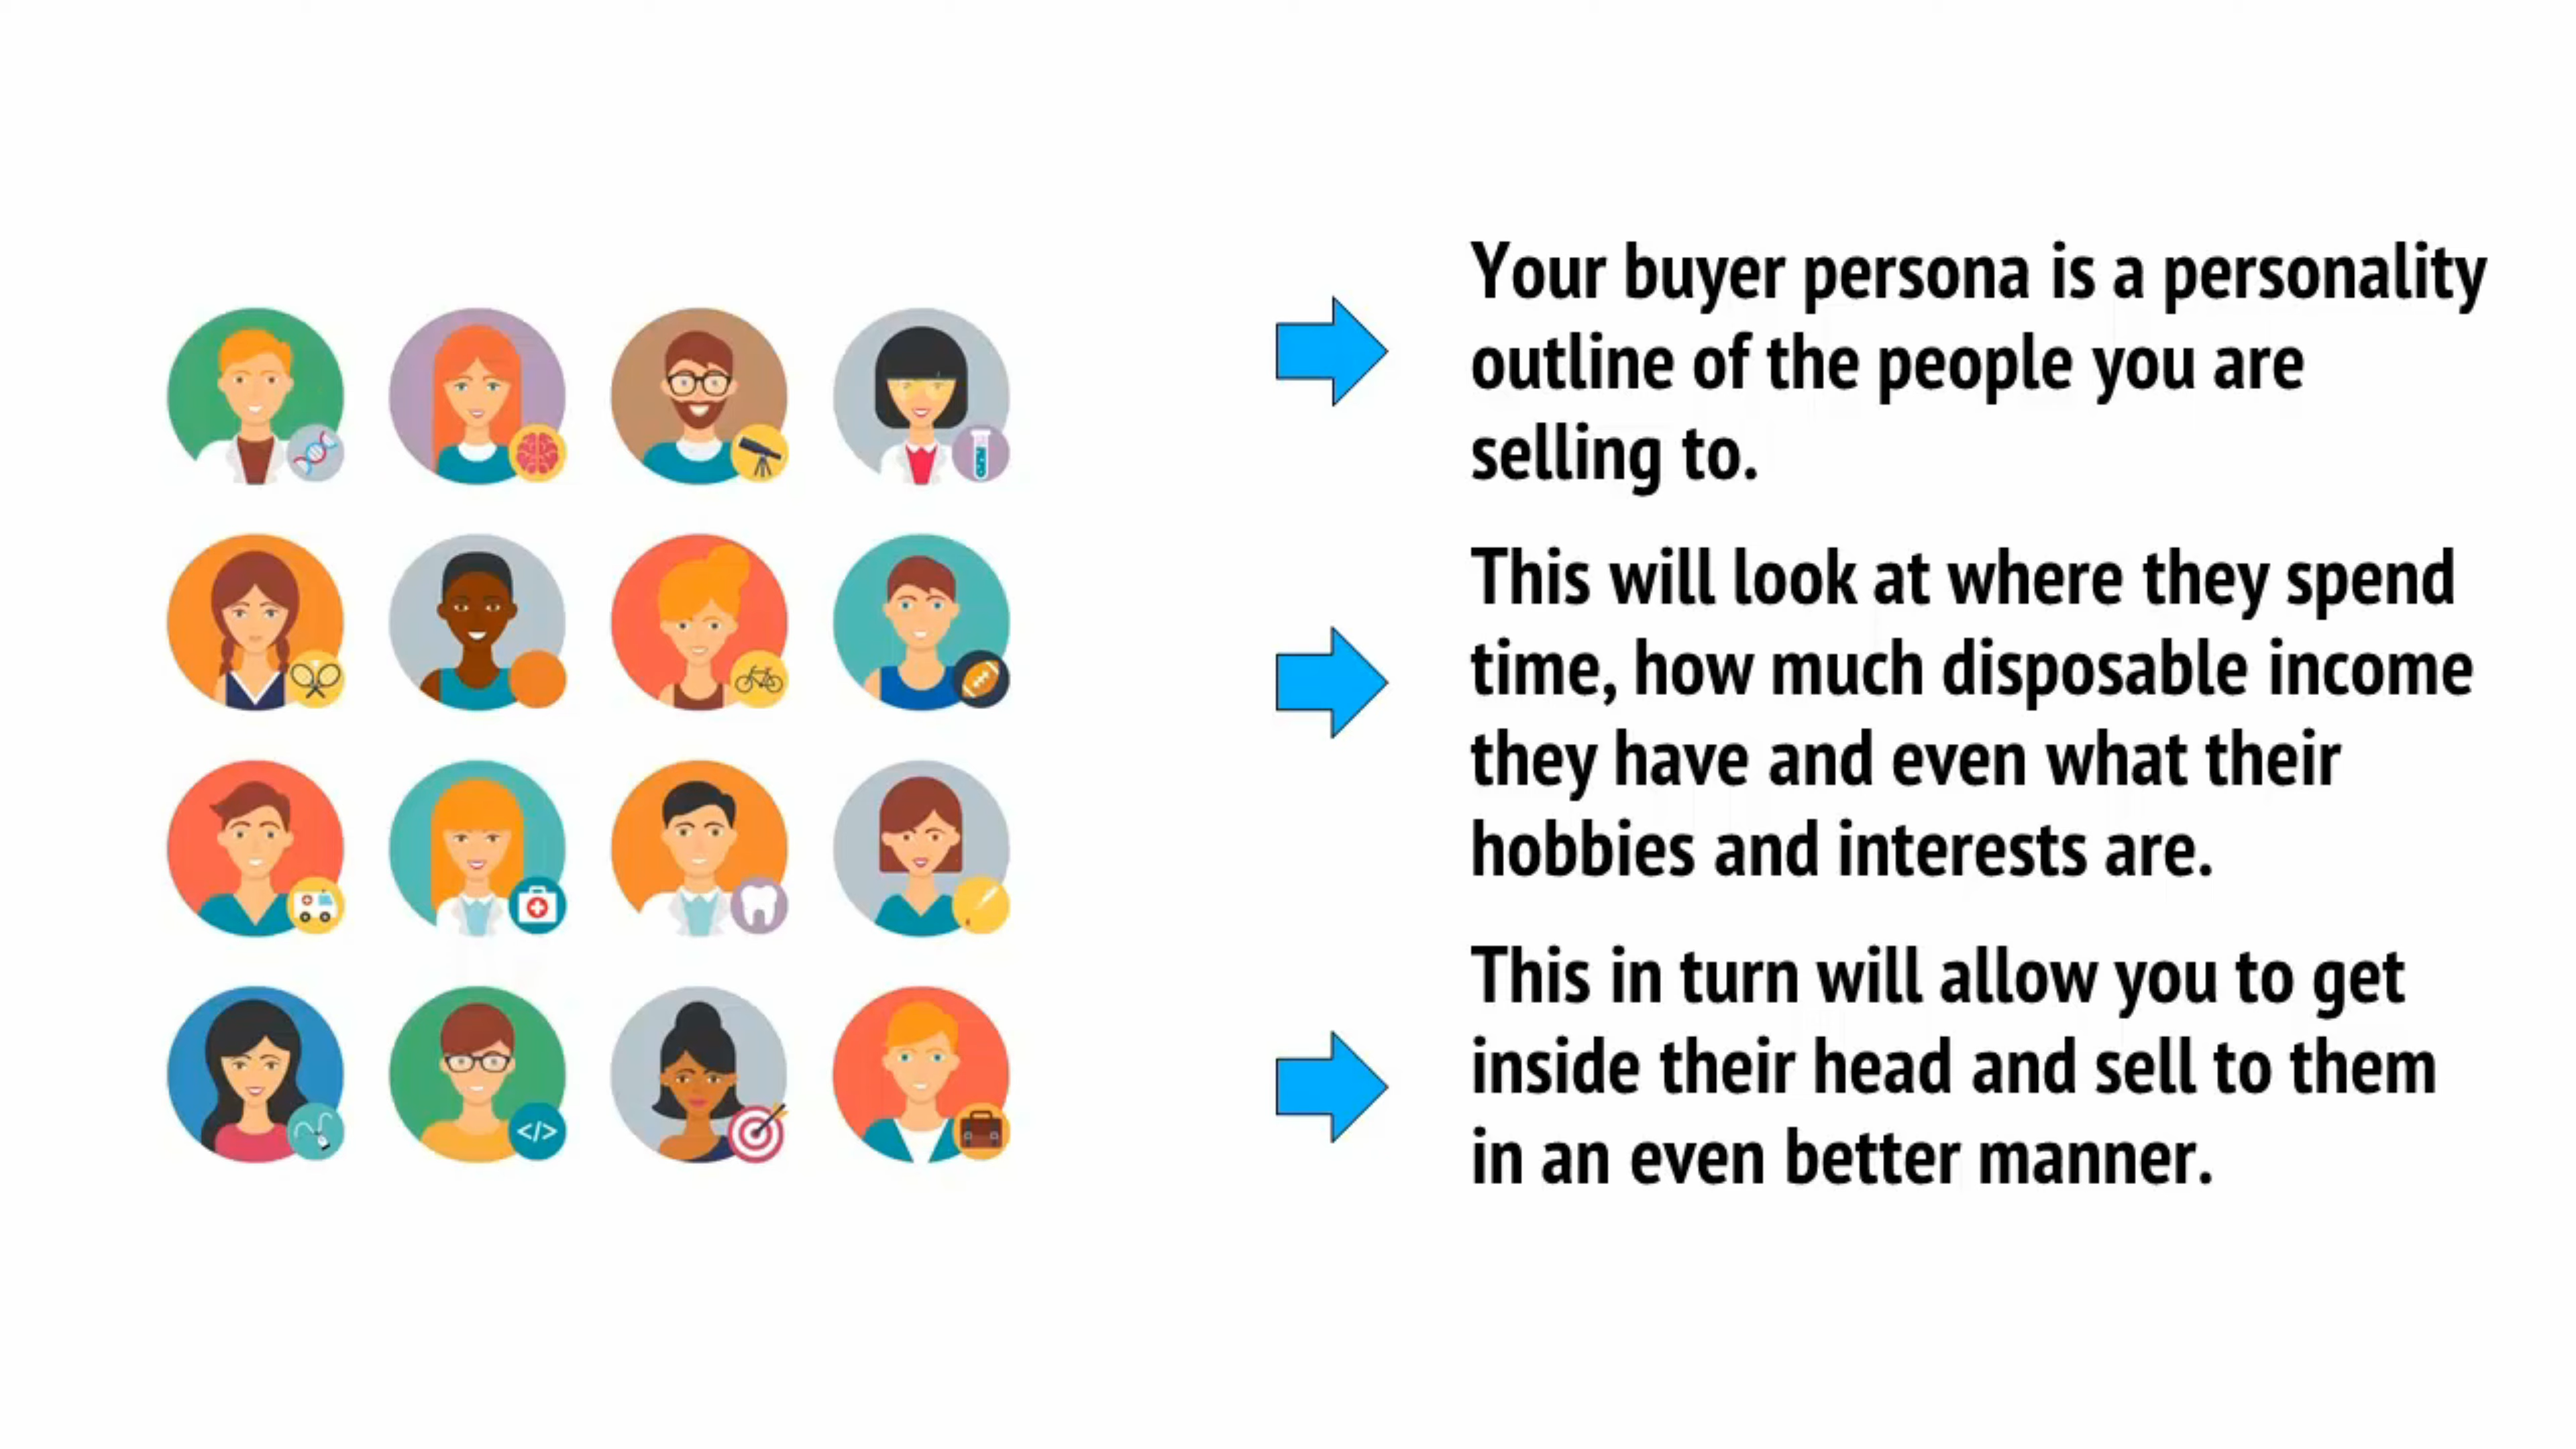 Your buyer persona is a personality
outline of the people you are
selling to.
This will look at where they spend
time, how much disposable income
they have and even what their
hobbies and interests are.
</>
This in turn will allow you to get
inside their head and sell to them
in an even better manner.